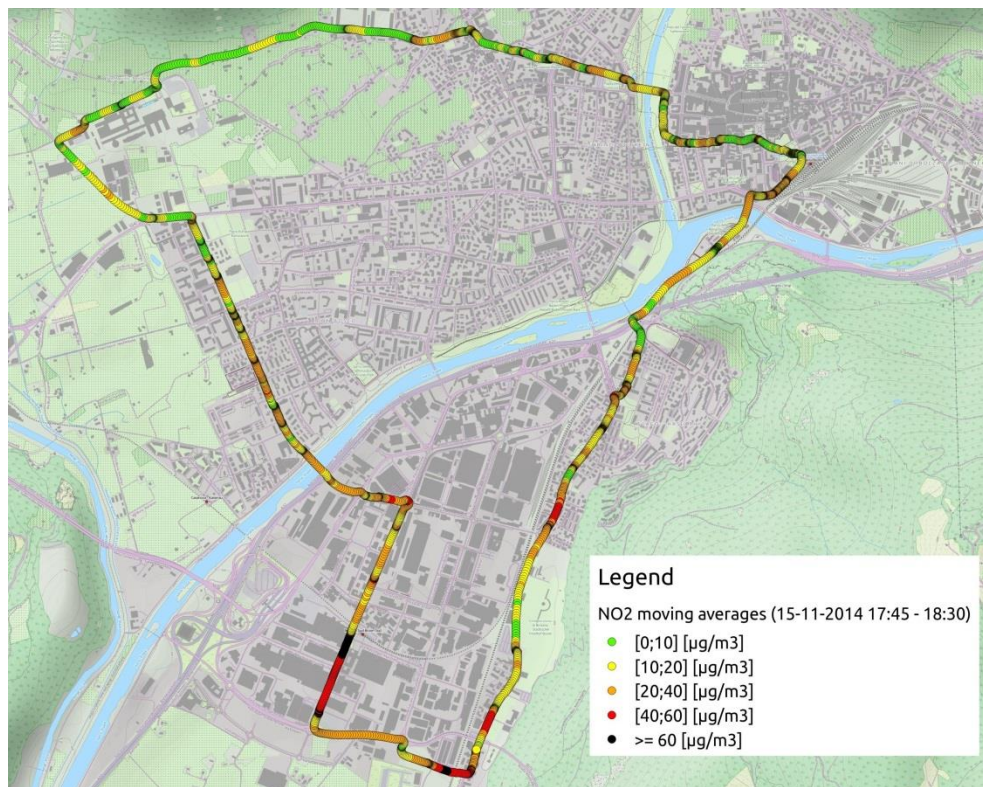 Legend
NO2 moving averages (15-11-2014 17:45 - 18:30)
[0;10] [µg/m3]
[10;20] [µg/m3]
[20;40] [µg/m3]
[40;60] [µg/m3]
>= 60 [µg/m3]